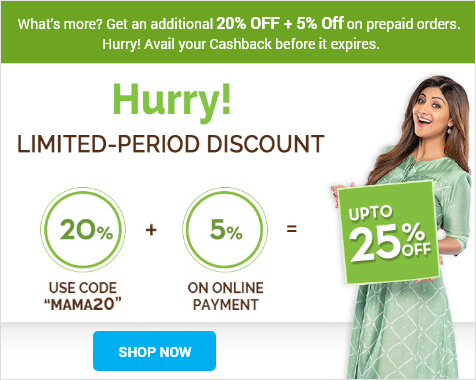 What's more? Get an additional 20% OFF + 5% Off on prepaid orders.
Hurry! Avail your Cashback before it expires.
Hurry!
LIMITED-PERIOD DISCOUNT
20% + 5% =
USE CODE
"MAMA20"
ON ONLINE
PAYMENT
UPTO
25% OFF
SHOP NOW